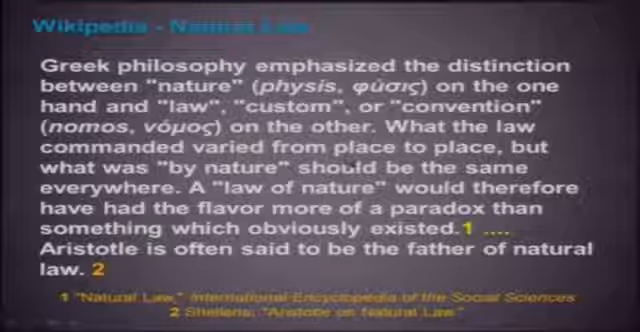 Wikipedia - Natural Law
Greek philosophy emphasized the distinction
between "nature" (physis, φúσις) on the one
hand and "law", "custom", or "convention"
(nomos, νóμος) on the other. What the law
commanded varied from place to place, but
what was "by nature" should be the same
everywhere. A "law of nature" would therefore
have had the flavor more of a paradox than
something which obviously existed.1 ....
Aristotle is often said to be the father of natural
law. 2
1 "Natural Law," International Encyclopedia of the Social Sciences
2 Shellens, "Aristotle on Natural Law"